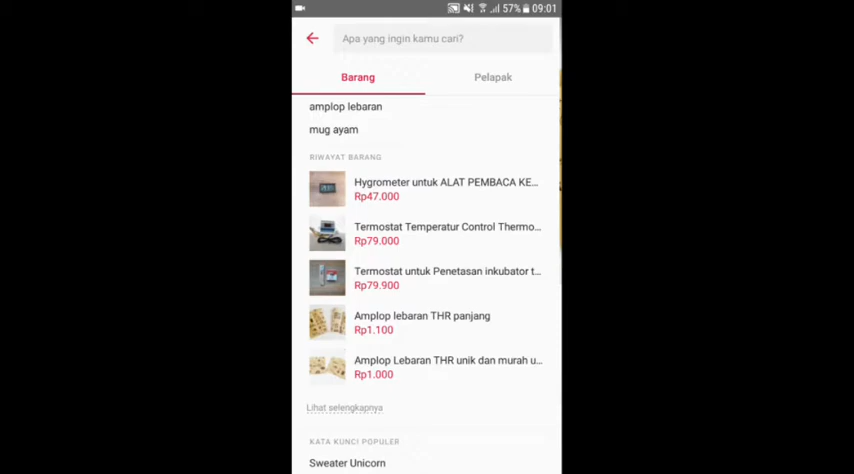 57% 09:01
Apa yang ingin kamu cari?
Barang
Pelapak
amplop lebaran
mug ayam
RIWAYAT BARANG
Hygrometer untuk ALAT PEMBACA KE...
Rp47.000
Termostat Temperatur Control Thermo...
Rp79.000
Termostat untuk Penetasan inkubator t...
Rp79.900
Amplop lebaran THR panjang
Rp1.100
Amplop Lebaran THR unik dan murah u...
Rp1.000
Lihat selengkapnya
KATA KUNCI POPULER
Sweater Unicorn